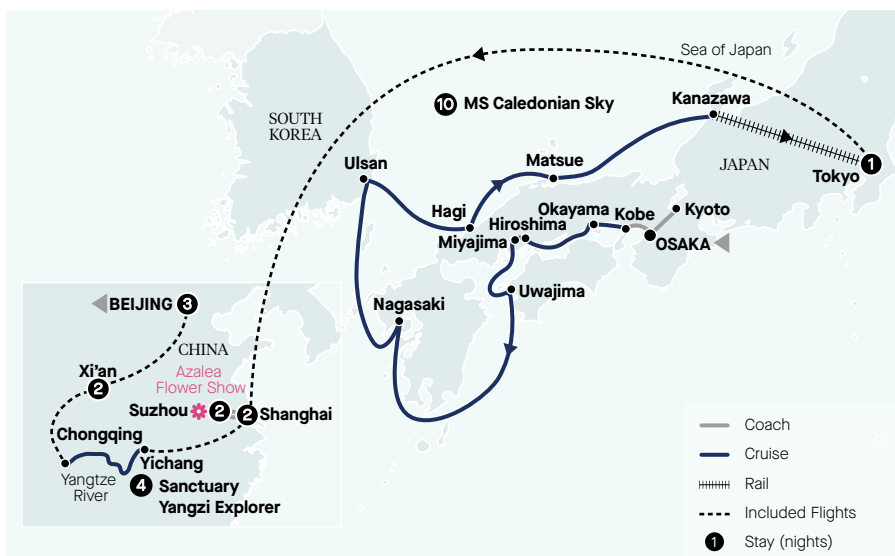 Sea of Japan
10 MS Caledonian Sky
Kanazawa
SOUTH
KOREA
JAPAN
1
Tokyo
Ulsan
Matsue
Hagi
Okayama
Kobe
Kyoto
Hiroshima
Miyajima
OSAKA
Uwajima
Nagasaki
BEIJING 3
CHINA
Xi'an
2
Azalea
Flower Show
Suzhou 2
2 Shanghai
Chongqing
Yichang
Yangtze
River
4 Sanctuary
Yangzi Explorer
Coach
Cruise
Rail
Included Flights
1 Stay (nights)